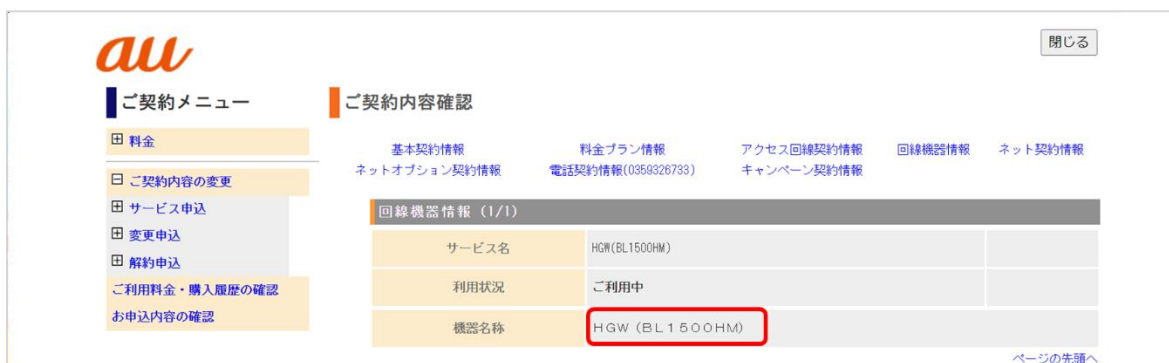 au
閉じる
ご契約メニュー
ご契約内容確認
料金
基本契約情報 料金プラン情報 アクセス回線契約情報 回線機器情報 ネット契約情報
ネットオプション契約情報 電話契約情報(0359326733) キャンペーン契約情報
ご契約内容の変更
サービス申込
変更申込
解約申込
ご利用料金・購入履歴の確認
お申込内容の確認
回線機器情報 (1/1)
サービス名 HGW(BL1500HM)
利用状況 ご利用中
機器名称 HGW (BL1500HM)
ページの先頭へ